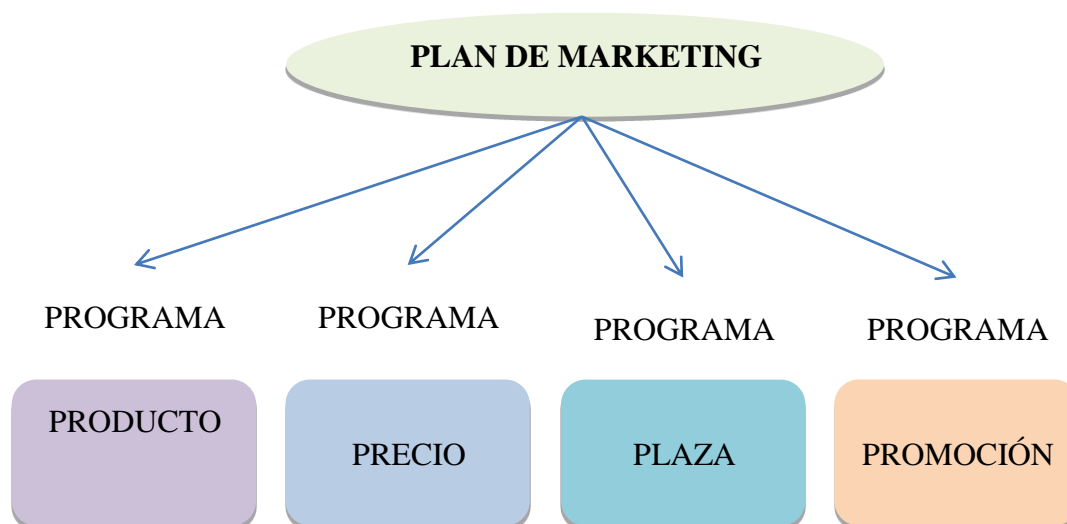 PLAN DE MARKETING
PROGRAMA
PROGRAMA
PROGRAMA
PROGRAMA
PRODUCTO
PRECIO
PLAZA
PROMOCIÓN